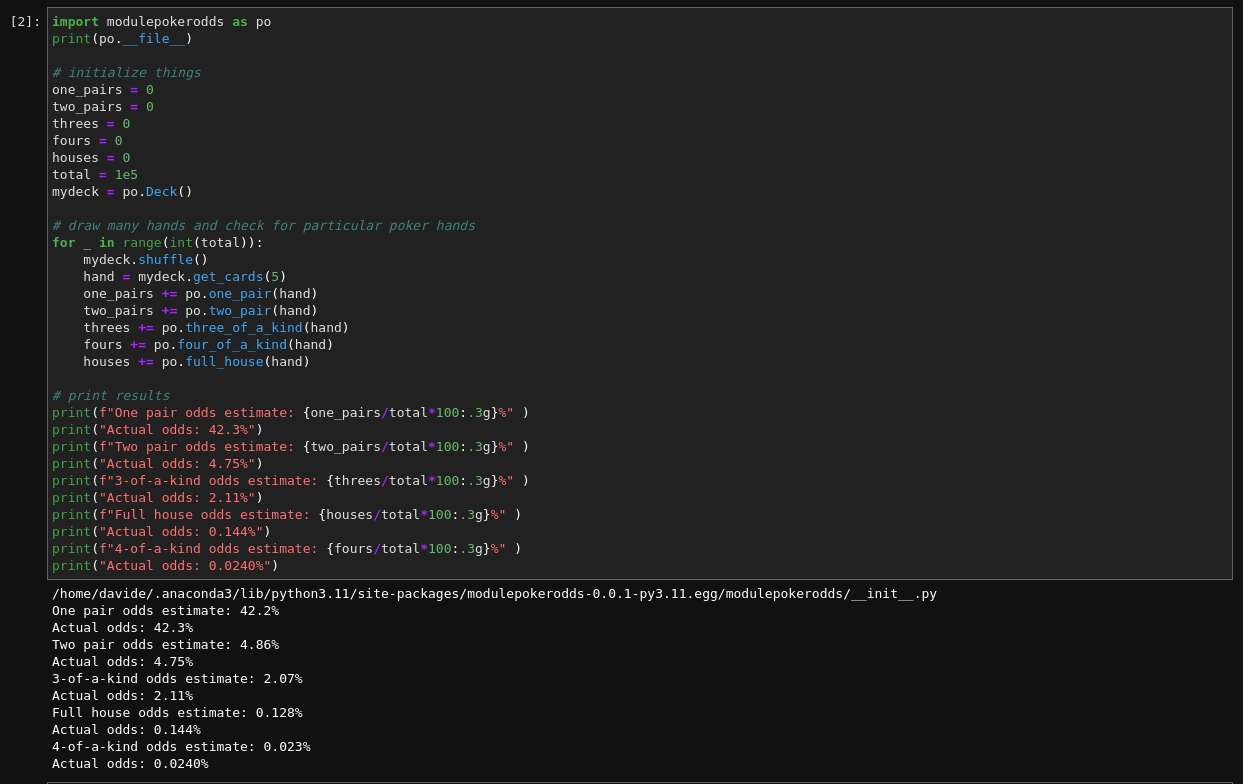 [2]: import modulepokerodds as po
print(po.__file__)
# initialize things
one_pairs = 0
two_pairs = 0
threes = 0
fours = 0
houses = 0
total = 1e5
mydeck = po.Deck()
# draw many hands and check for particular poker hands
for _ in range(int(total)):
    mydeck.shuffle()
    hand = mydeck.get_cards(5)
    one_pairs += po.one_pair(hand)
    two_pairs += po.two_pair(hand)
    threes += po.three_of_a_kind(hand)
    fours += po.four_of_a_kind(hand)
    houses += po.full_house(hand)
# print results
print(f"One pair odds estimate: {one_pairs/total*100:.3g}%" )
print("Actual odds: 42.3%")
print(f"Two pair odds estimate: {two_pairs/total*100:.3g}%" )
print("Actual odds: 4.75%")
print(f"3-of-a-kind odds estimate: {threes/total*100:.3g}%" )
print("Actual odds: 2.11%")
print(f"Full house odds estimate: {houses/total*100:.3g}%" )
print("Actual odds: 0.144%")
print(f"4-of-a-kind odds estimate: {fours/total*100:.3g}%" )
print("Actual odds: 0.0240%")
/home/davide/.anaconda3/lib/python3.11/site-packages/modulepokerodds-0.0.1-py3.11.egg/modulepokerodds/__init__.py
One pair odds estimate: 42.2%
Actual odds: 42.3%
Two pair odds estimate: 4.86%
Actual odds: 4.75%
3-of-a-kind odds estimate: 2.07%
Actual odds: 2.11%
Full house odds estimate: 0.128%
Actual odds: 0.144%
4-of-a-kind odds estimate: 0.023%
Actual odds: 0.0240%